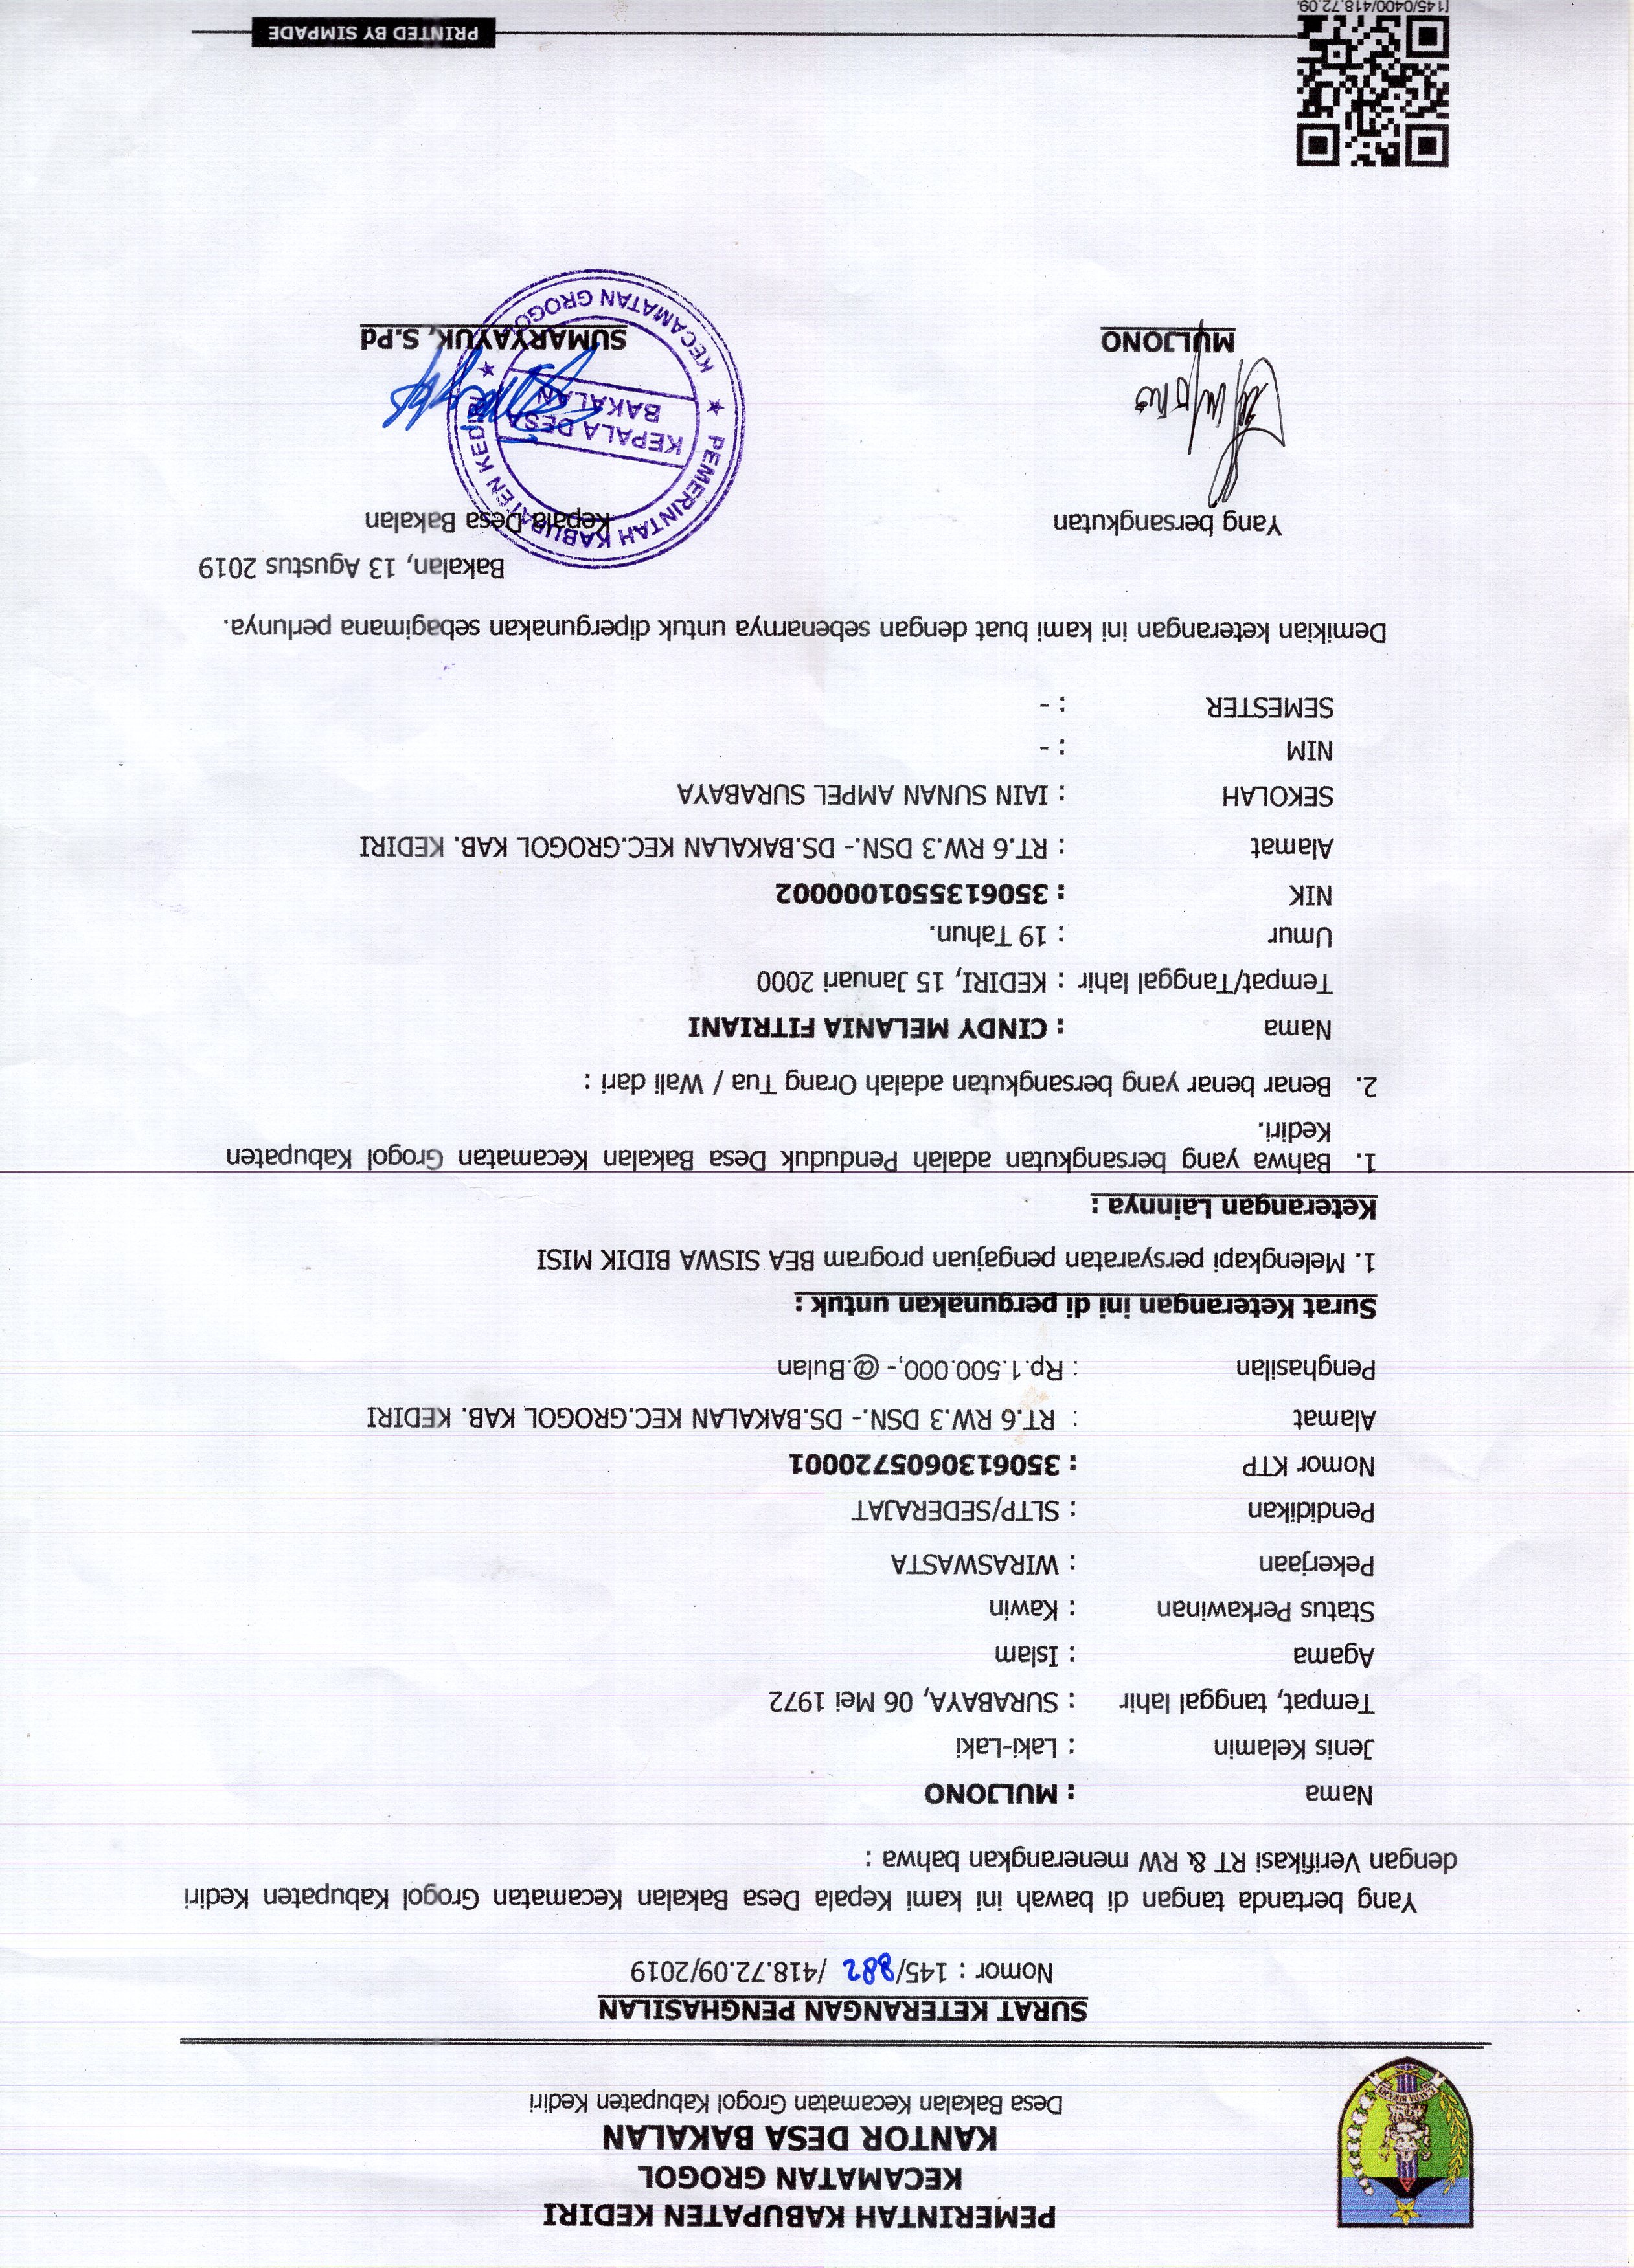 PEMERINTAH KABUPATEN KEDIRI
KECAMATAN GROGOL
KANTOR DESA BAKALAN
Desa Bakalan Kecamatan Grogol Kabupaten Kediri
SURAT KETERANGAN PENGHASILAN
Nomor : 145/882 /418.72.09/2019
Yang bertanda tangan di bawah ini kami Kepala Desa Bakalan Kecamatan Grogol Kabupaten Kediri
dengan Verifikasi RT & RW menerangkan bahwa :
Nama : MULJONO
Jenis Kelamin : Laki-Laki
Tempat, tanggal lahir : SURABAYA, 06 Mei 1972
Agama : Islam
Status Perkawinan : Kawin
Pekerjaan : WIRASWASTA
Pendidikan : SLTP/SEDERAJAT
Nomor KTP : 3506130605720001
Alamat : RT.6 RW.3 DSN.- DS.BAKALAN KEC.GROGOL KAB. KEDIRI
Penghasilan : Rp.1.500.000,- @.Bulan
Surat Keterangan ini di pergunakan untuk :
1. Melengkapi persyaratan pengajuan program BEA SISWA BIDIK MISI
Keterangan Lainnya :
1. Bahwa yang bersangkutan adalah Penduduk Desa Bakalan Kecamatan Grogol Kabupaten
Kediri.
2. Benar benar yang bersangkutan adalah Orang Tua / Wali dari :
Nama : CINDY MELANIA FITRIANI
Tempat/Tanggal lahir : KEDIRI, 15 Januari 2000
Umur : 19 Tahun.
NIK : 3506135501000002
Alamat : RT.6 RW.3 DSN.- DS.BAKALAN KEC.GROGOL KAB. KEDIRI
SEKOLAH : IAIN SUNAN AMPEL SURABAYA
NIM : -
SEMESTER : -
Demikian keterangan ini kami buat dengan sebenarnya untuk dipergunakan sebagimana perlunya.
Bakalan, 13 Agustus 2019
Yang bersangkutan
Kepala Desa Bakalan
PEMERINTAH KABUPATEN KEDIRI
KEPALA DESA
BAKALAN
KECAMATAN GROGOL
MULJONO
SUMARYAYUK, S.Pd
PRINTED BY SIMPADE
[145/0400/418.72.09/